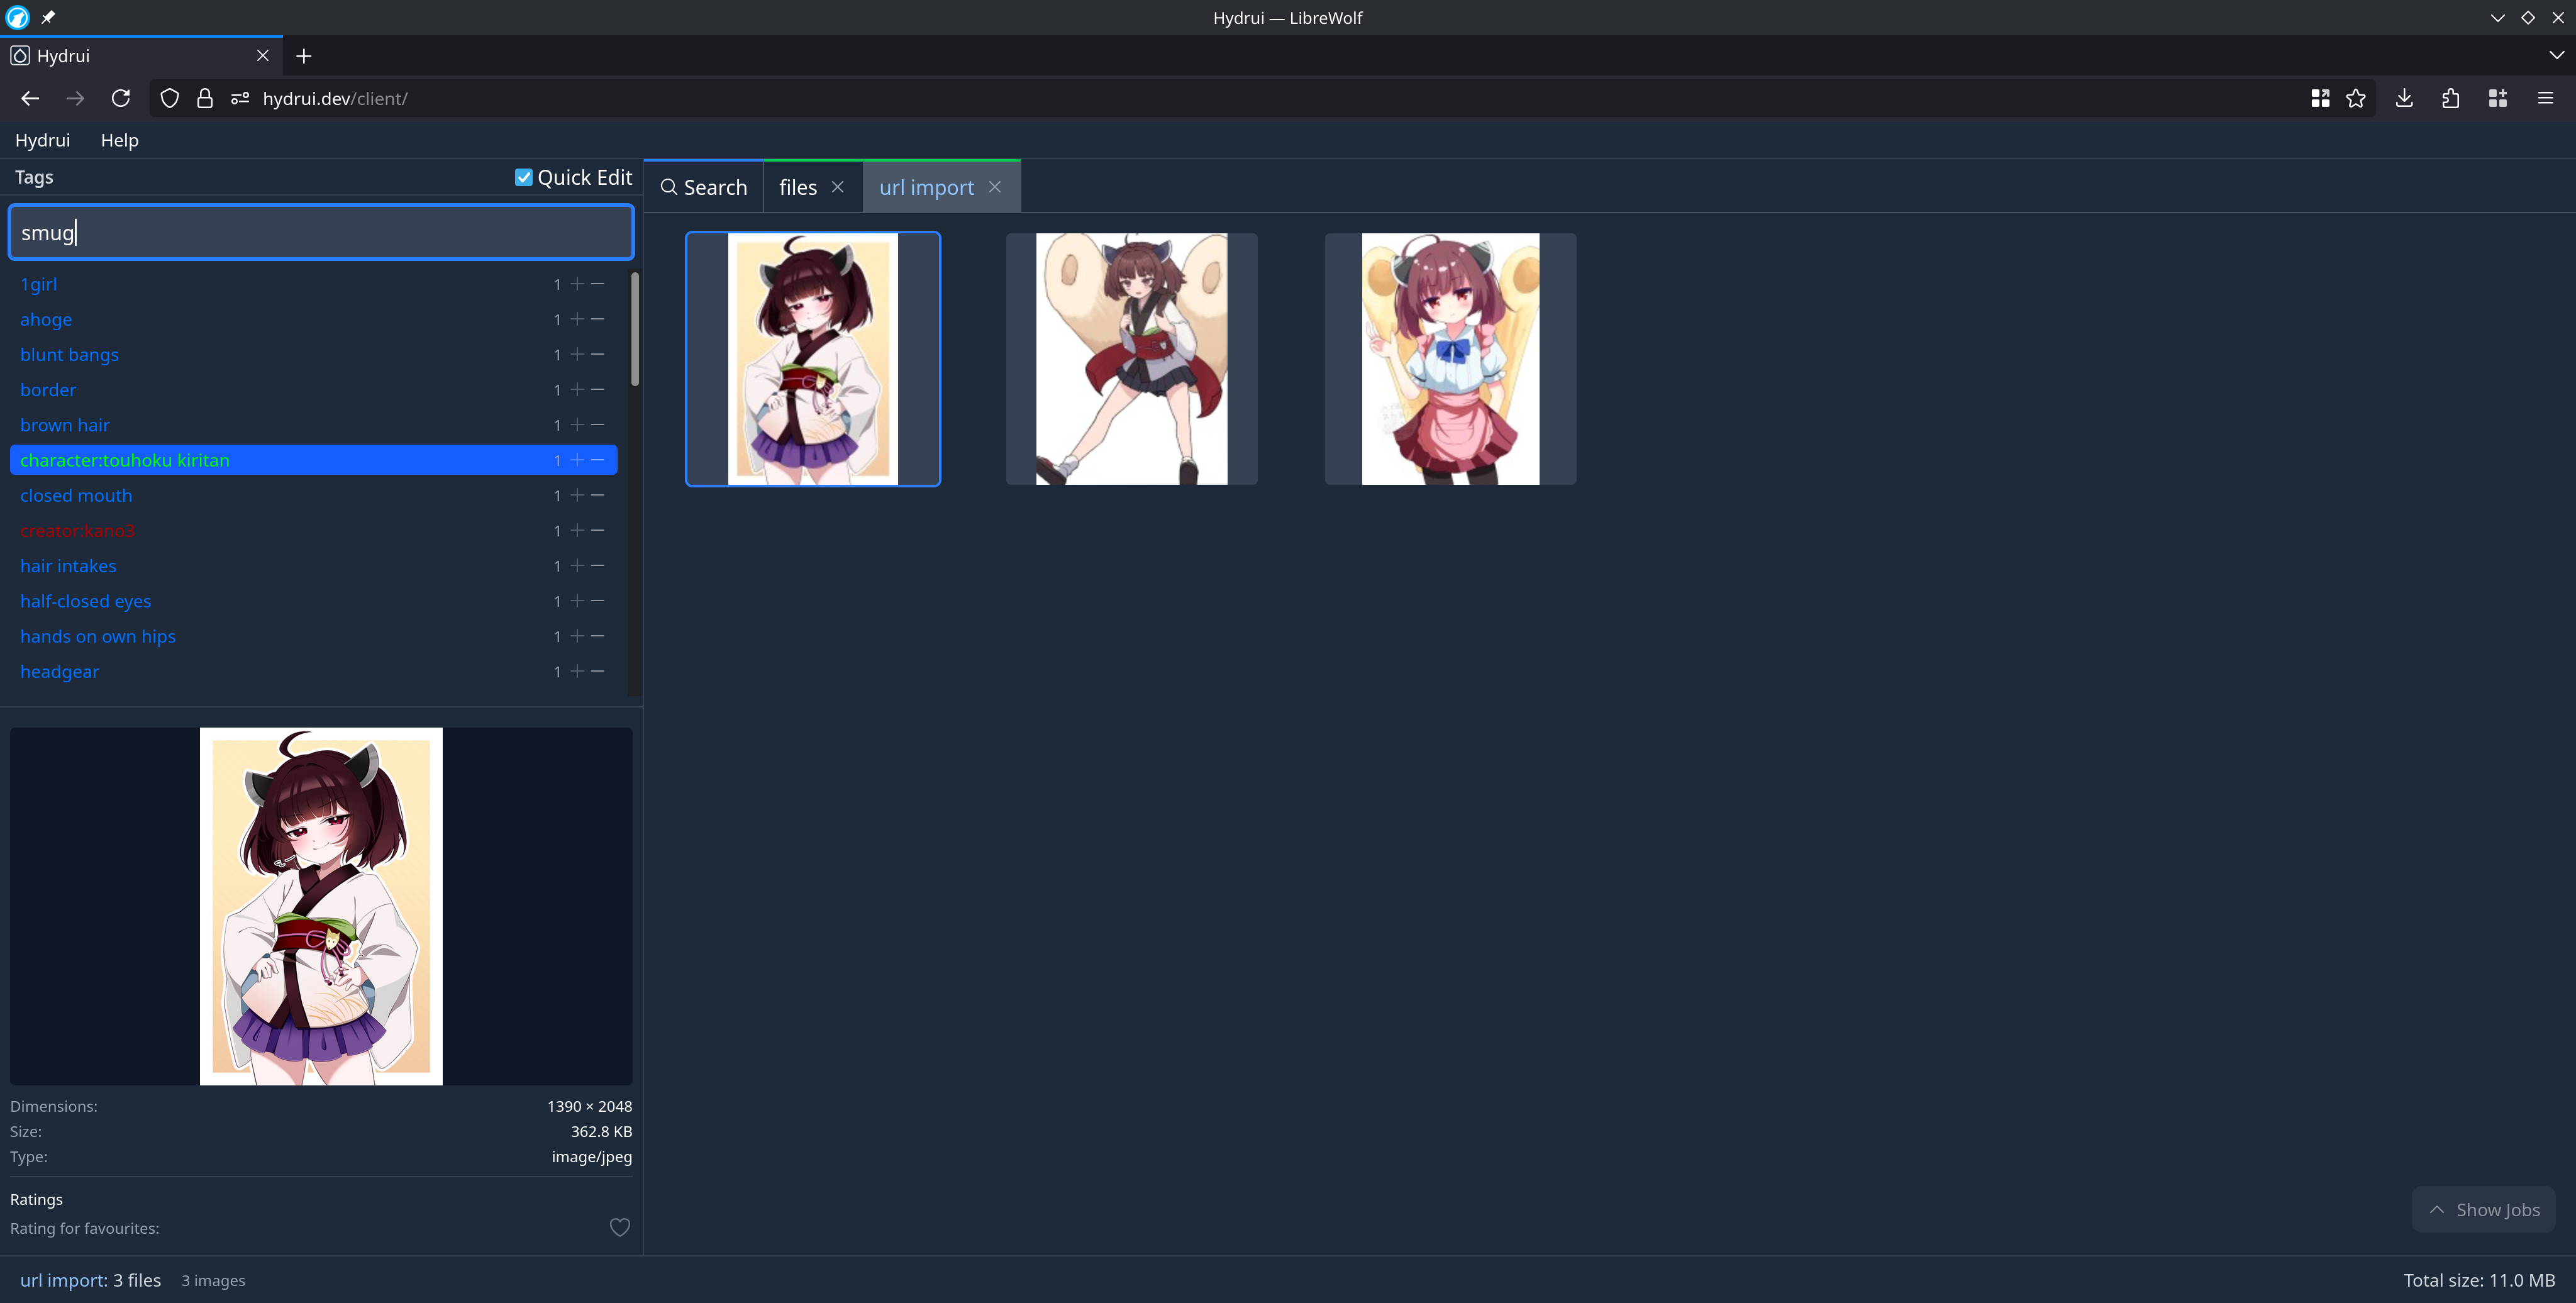 Hydrui — LibreWolf
Hydrui
hydrui.dev/client/
Hydrui Help
Tags Quick Edit
smug
1girl 1
ahoge 1
blunt bangs 1
border 1
brown hair 1
character:touhoku kiritan 1
closed mouth 1
creator:kano3 1
hair intakes 1
half-closed eyes 1
hands on own hips 1
headgear 1
Dimensions: 1390 × 2048
Size: 362.8 KB
Type: image/jpeg
Ratings
Rating for favourites:
Search files url import
Show Jobs
url import: 3 files 3 images
Total size: 11.0 MB